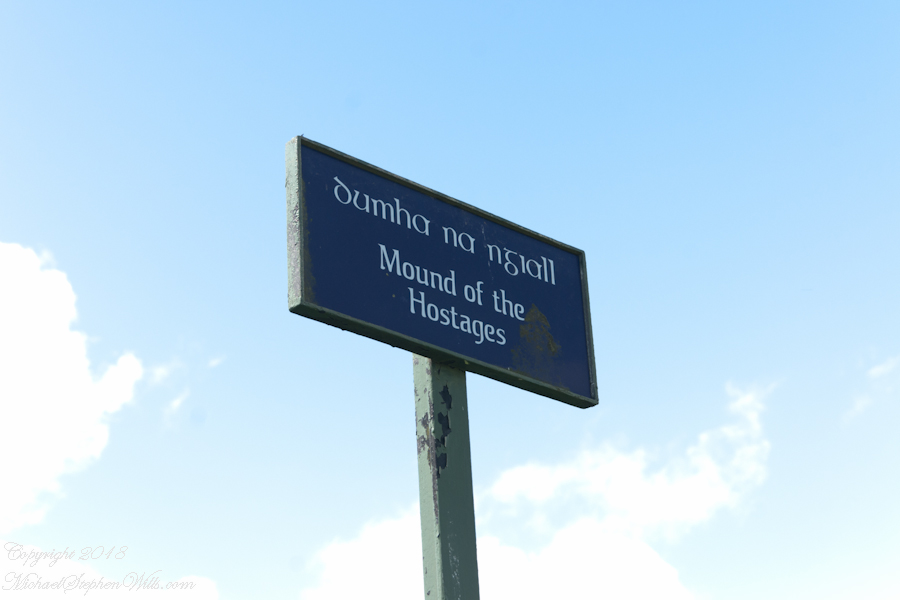 dumha na ngiall
Mound of the
Hostages
Copyright 2018
MichaelStephenWills.com